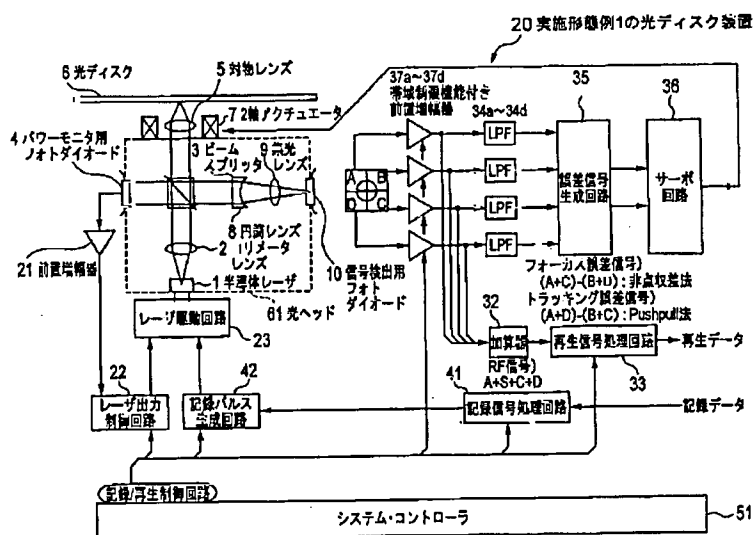 20 実施形態例1の光ディスク装置
6 光ディスク
5 対物レンズ
7 2軸アクチュエータ
4 パワーモニタ用
フォトダイオード
3 ビーム
スプリッタ
9 集光
レンズ
8 円筒レンズ
コリメータ
レンズ
2
1 半導体レーザ
61 光ヘッド
10 信号検出用
フォト
ダイオード
21 前置増幅器
レーザ駆動回路
23
22
レーザ出力
制御回路
42
記録パルス
生成回路
37a～37d
帯域制限機能付き
前置増幅器
34a～34d
LPF
LPF
LPF
LPF
A B
D C
35
誤差信号
生成回路
36
サーボ
回路
フォーカス誤差信号)
(A+C)-(B+D):非点収差法
トラッキング誤差信号)
(A+D)-(B+C):Pushpull法
32
加算器
RF信号)
A+S+C+D
再生信号処理回路
33
再生データ
41
記録信号処理回路
記録データ
記録/再生制御回路
システム・コントローラ
51